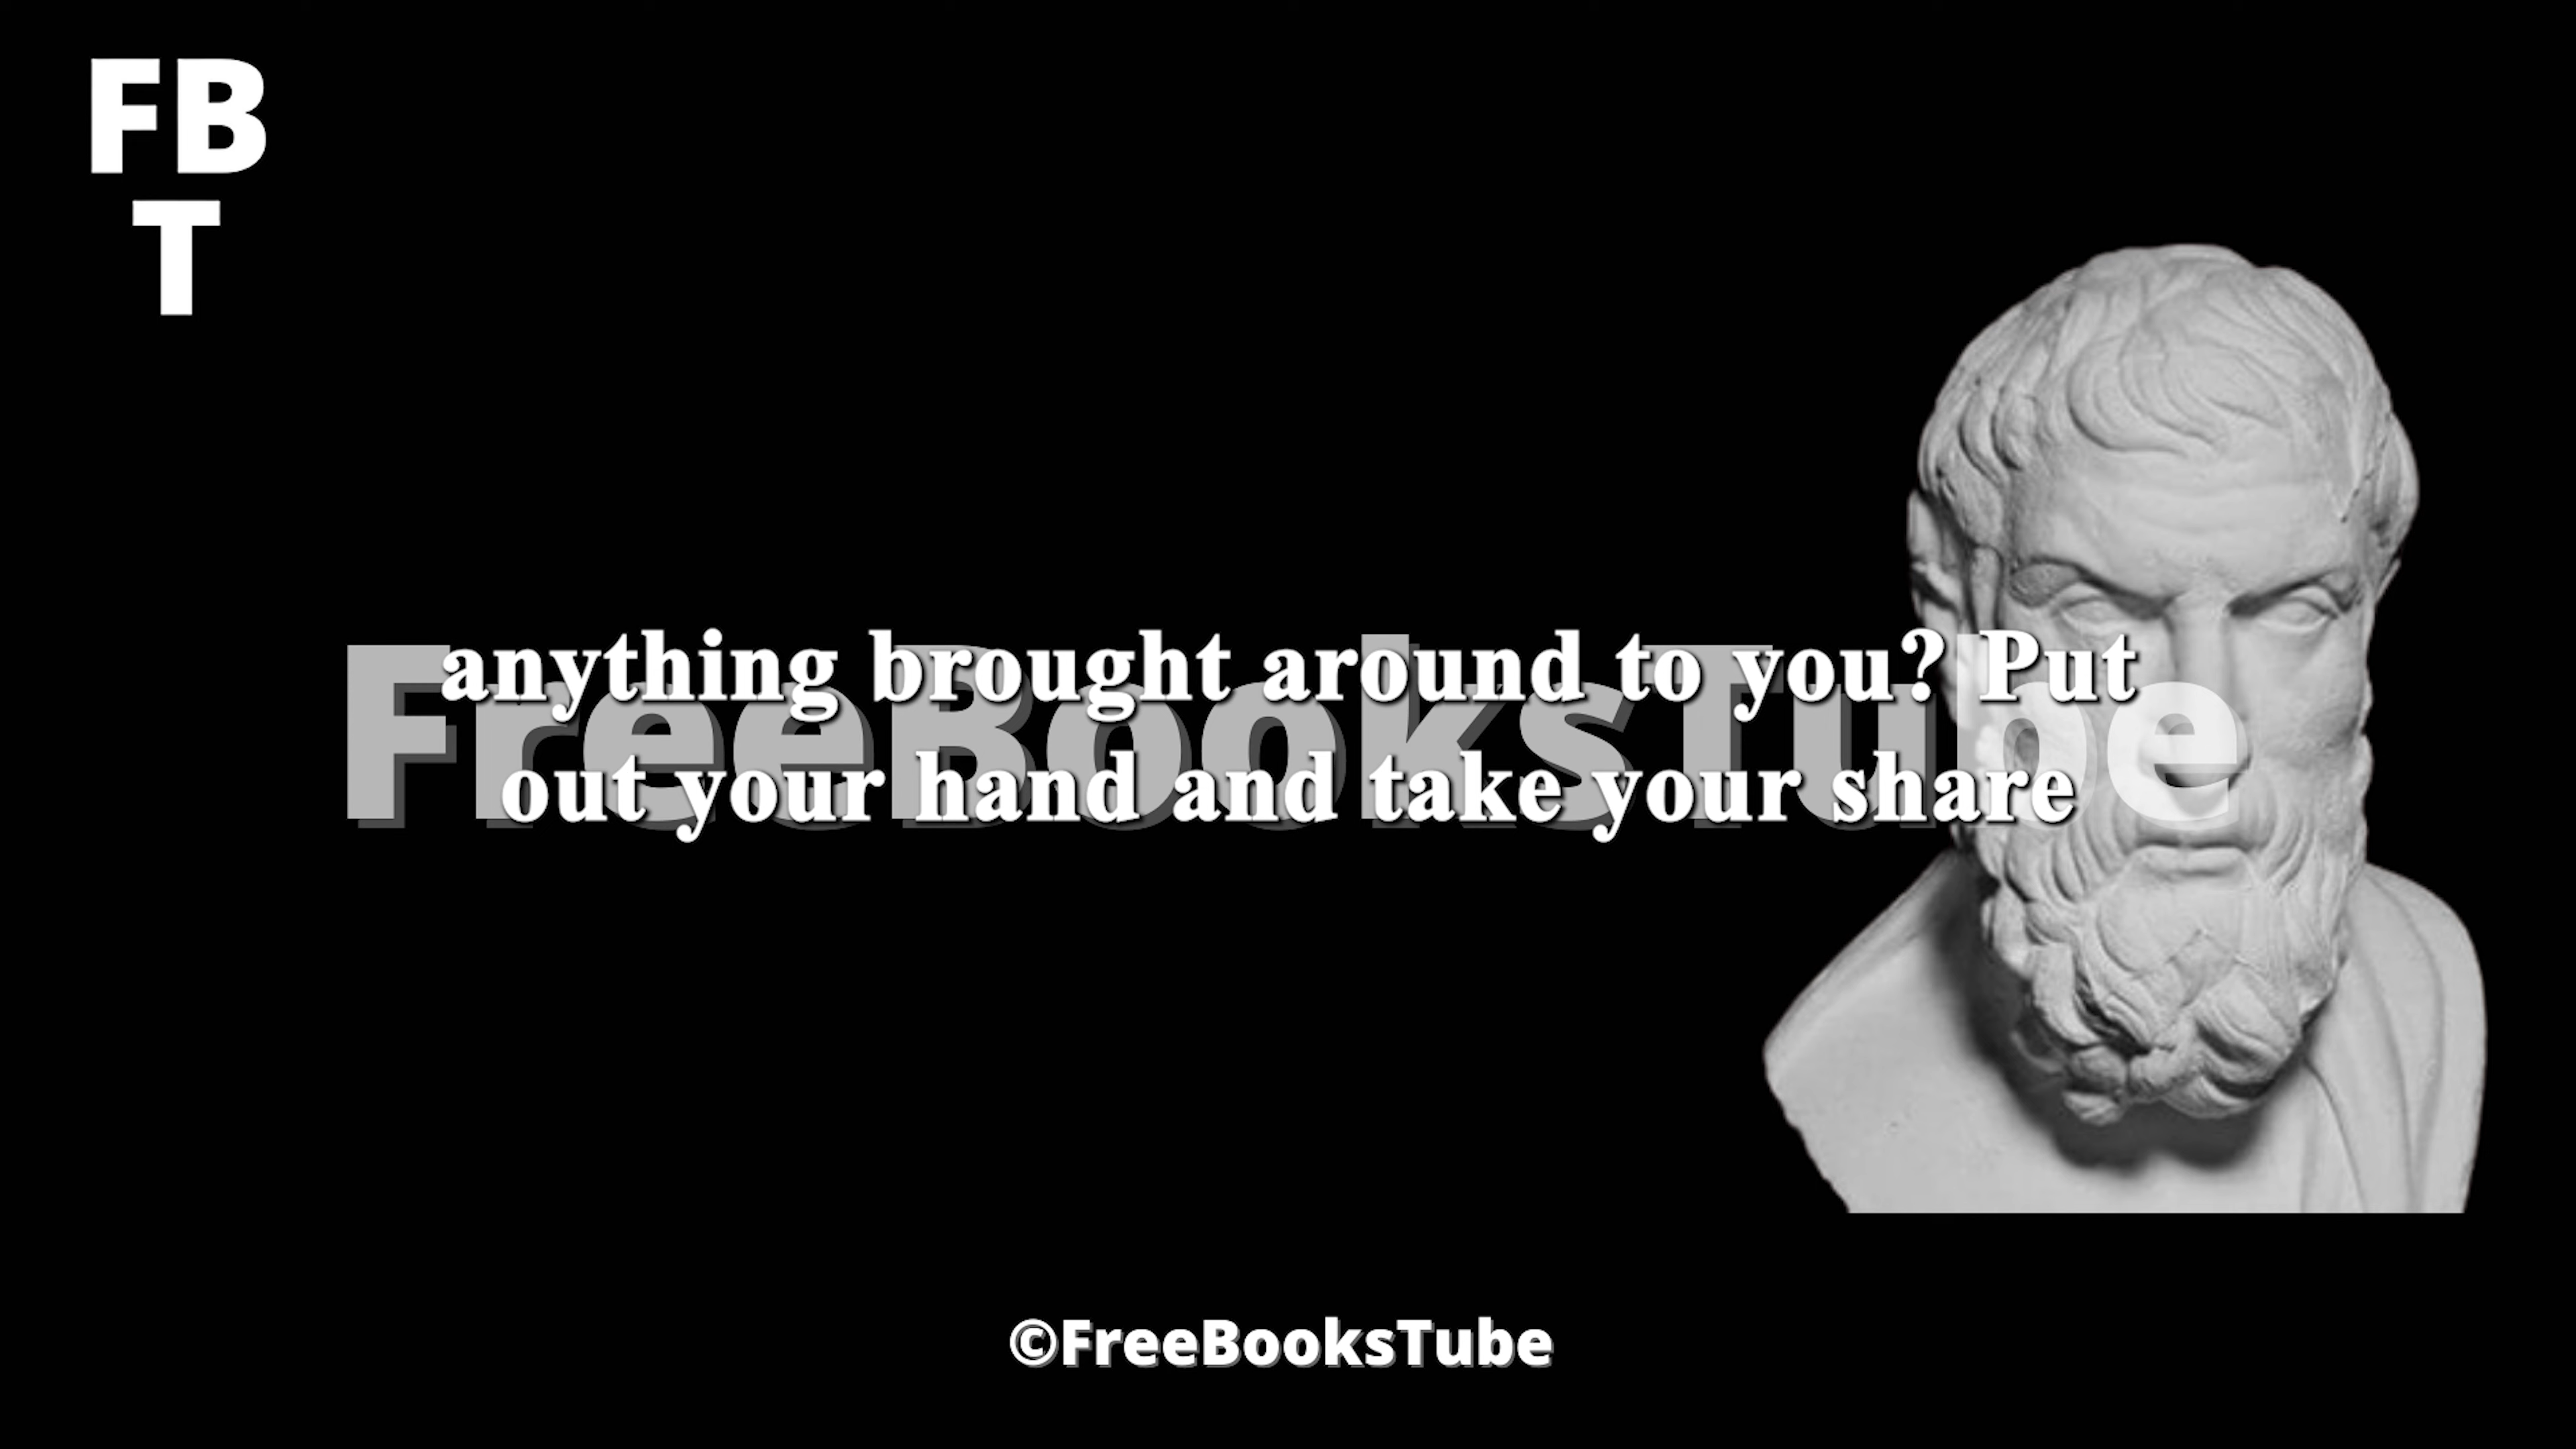 FB
T
FreeBooksTube
anything brought around to you? Put
out your hand and take your share
©FreeBooksTube